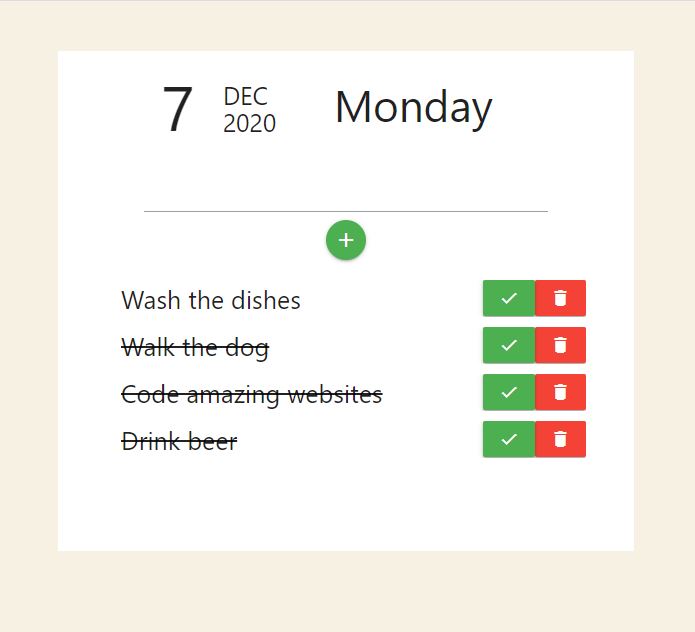 7 DEC 2020 Monday
Wash the dishes
Walk the dog
Code amazing websites
Drink beer